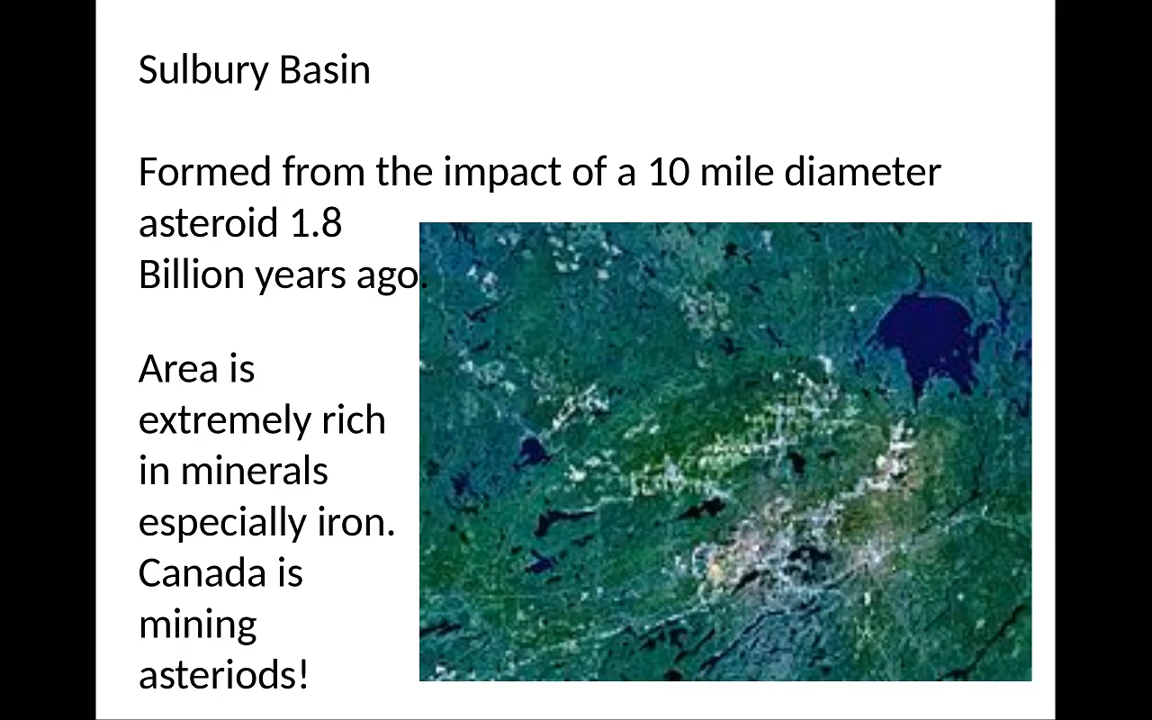 Sulbury Basin
Formed from the impact of a 10 mile diameter
asteroid 1.8
Billion years ago.
Area is
extremely rich
in minerals
especially iron.
Canada is
mining
asteriods!